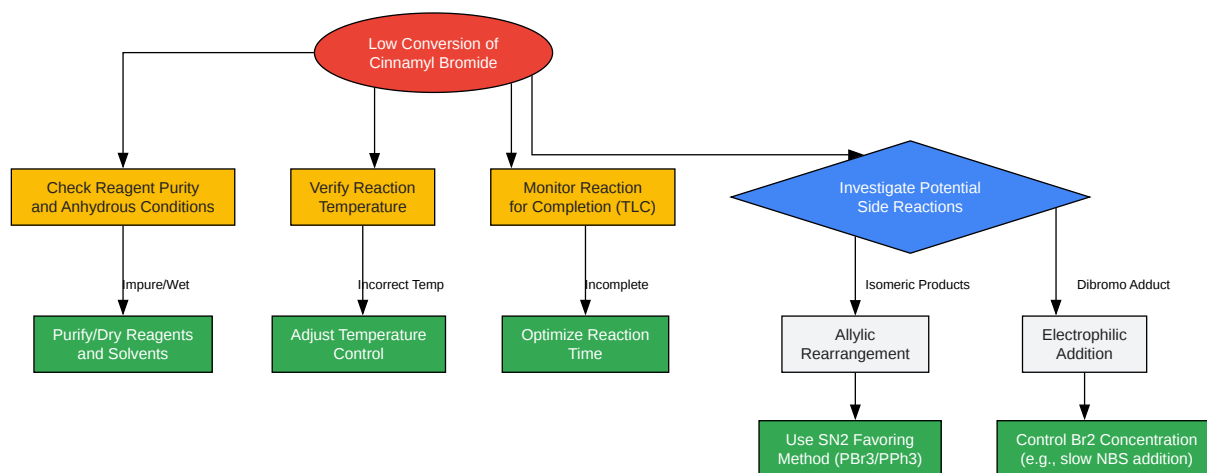 Low Conversion of
Cinnamyl Bromide
Check Reagent Purity
and Anhydrous Conditions
Verify Reaction
Temperature
Monitor Reaction
for Completion (TLC)
Investigate Potential
Side Reactions
Impure/Wet
Incorrect Temp
Incomplete
Isomeric Products
Dibromo Adduct
Purify/Dry Reagents
and Solvents
Adjust Temperature
Control
Optimize Reaction
Time
Allylic
Rearrangement
Electrophilic
Addition
Use SN2 Favoring
Method (PBr3/PPh3)
Control Br2 Concentration
(e.g., slow NBS addition)